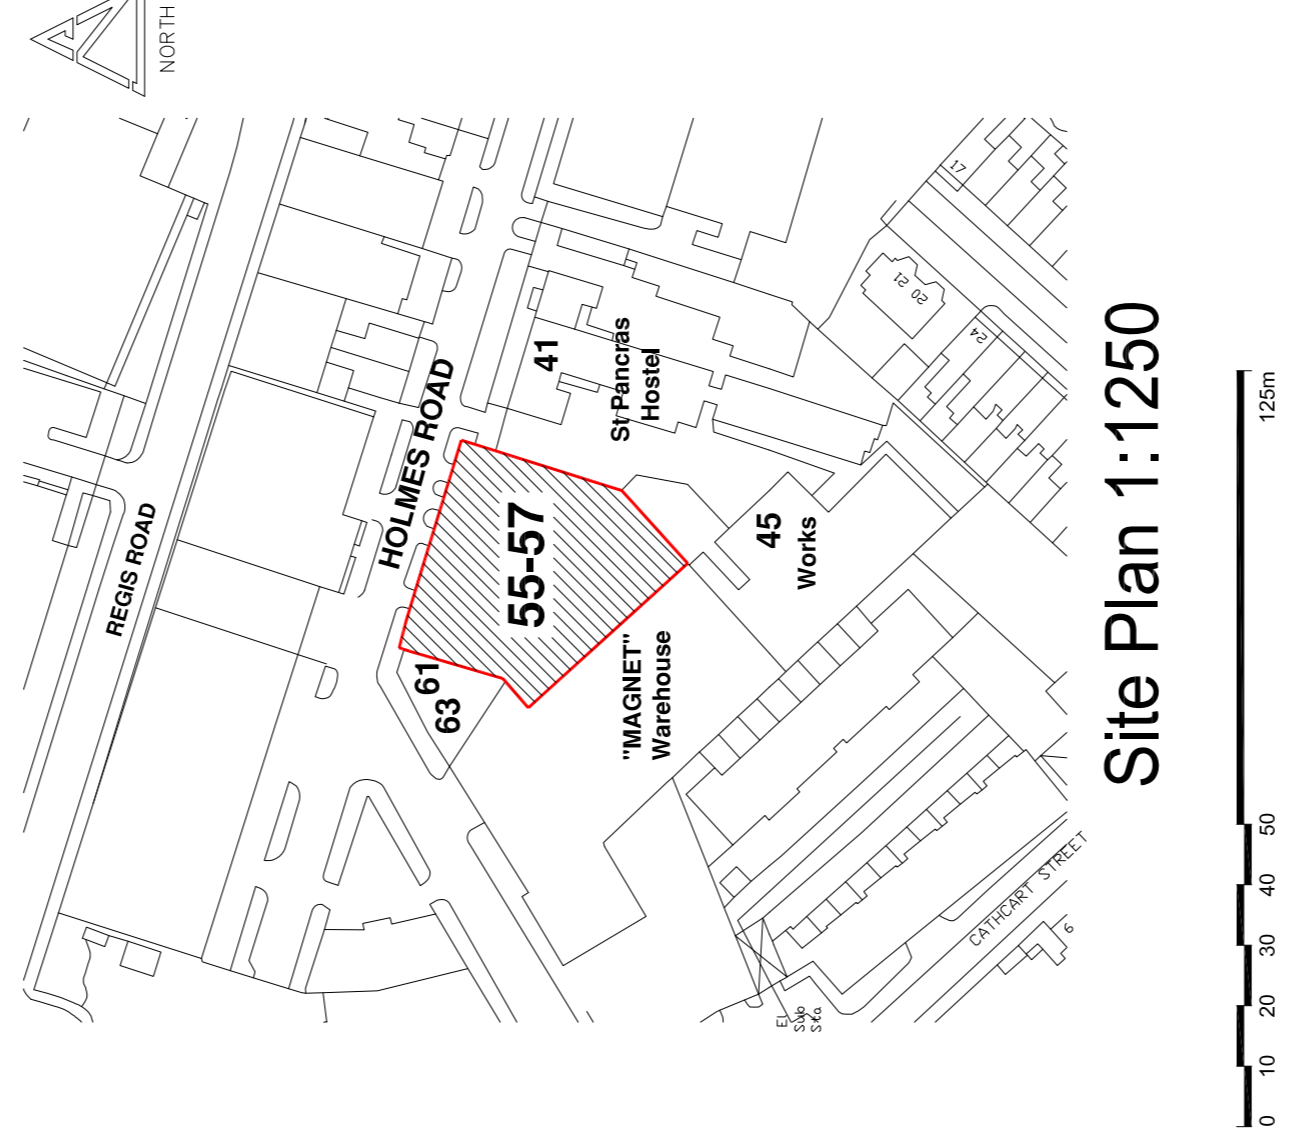 NORTH
REGIS ROAD
HOLMES ROAD
41
St Pancras
Hostel
55-57
61
63
"MAGNET"
Warehouse
45
Works
17
20 21
24
CATHCART STREET
6
El
Sub
Sta
Site Plan 1:1250
0 10 20 30 40 50 125m